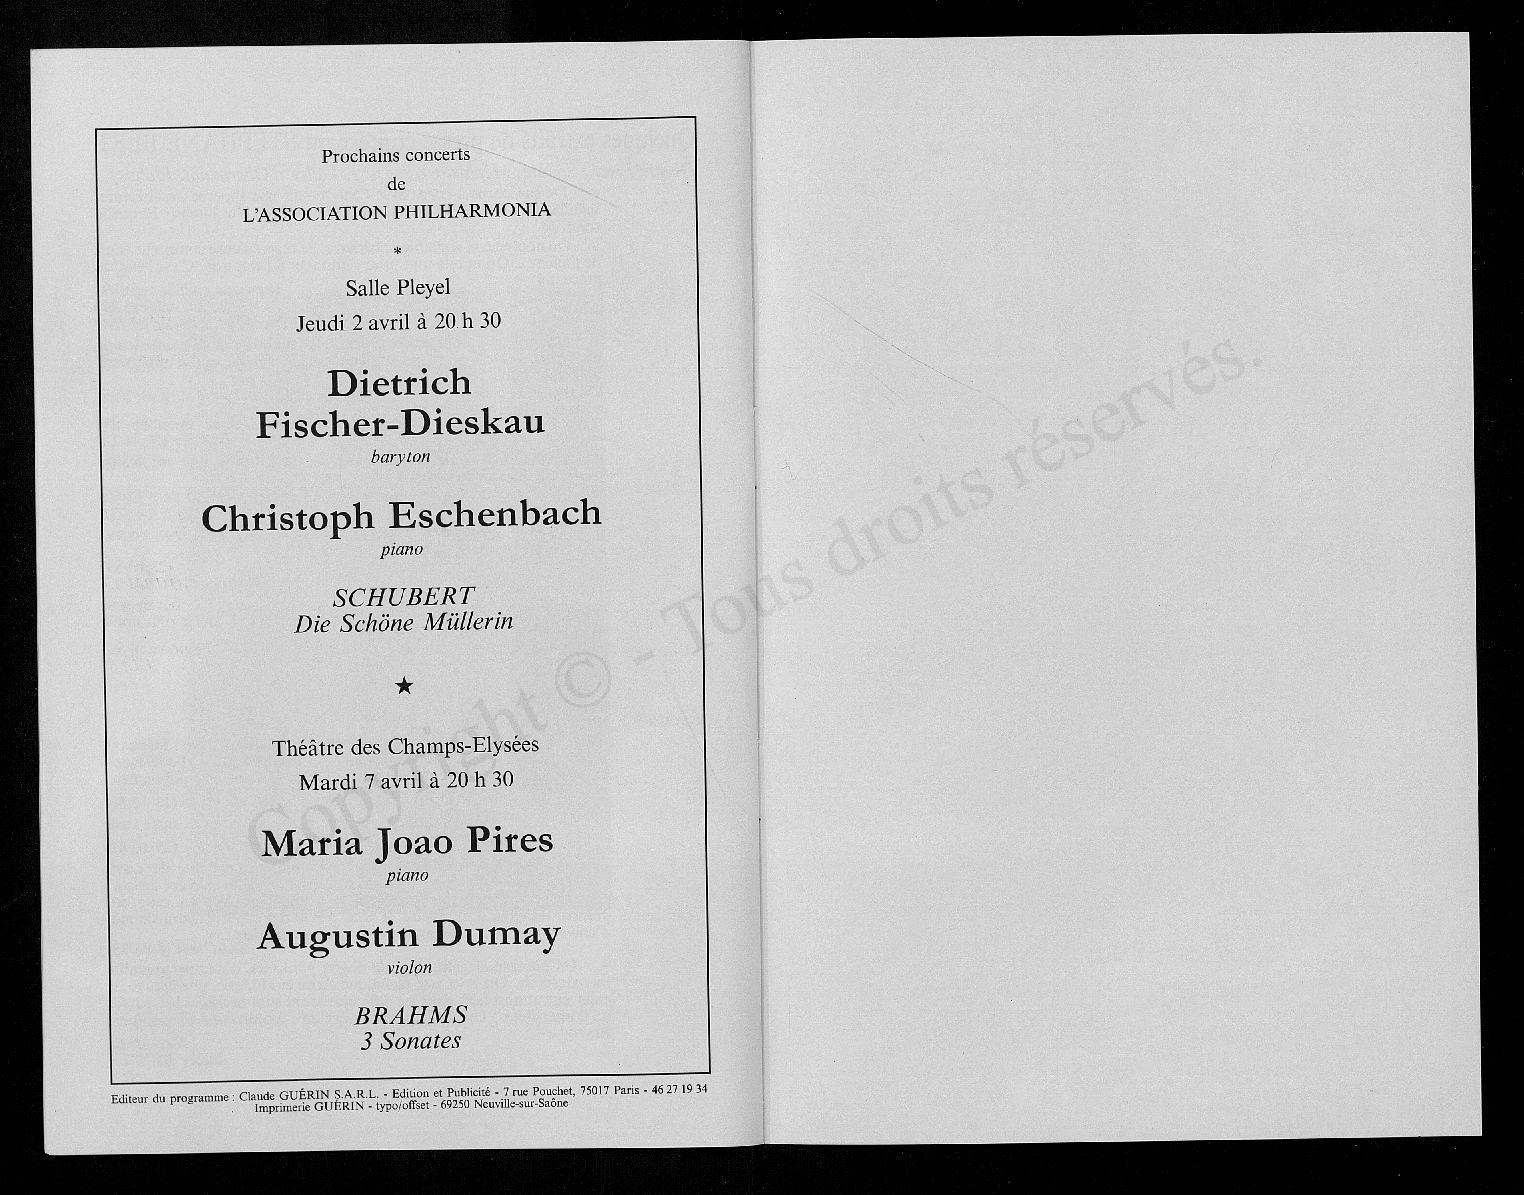 Prochains concerts
de
L'ASSOCIATION PHILHARMONIA
*
Salle Pleyel
Jeudi 2 avril à 20 h 30
Dietrich
Fischer-Dieskau
baryton
Christoph Eschenbach
piano
SCHUBERT
Die Schöne Müllerin
★
Théâtre des Champs-Elysées
Mardi 7 avril à 20 h 30
Maria Joao Pires
piano
Augustin Dumay
violon
BRAHMS
3 Sonates
Editeur du programme : Claude GUÉRIN S.A.R.L. - Edition et Publicité - 7 rue Pouchet, 75017 Paris - 46 27 19 34
Imprimerie GUÉRIN - typo/offset - 69250 Neuville-sur-Saône
Copyright © - Tous droits réservés.